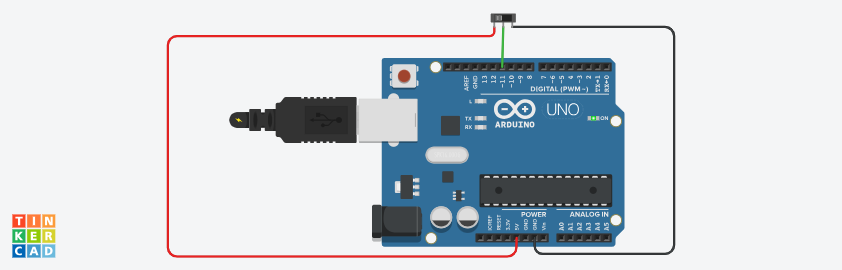 AREF
GND
13
12
~11
~10
~9
8
7
~6
~5
4
~3
2
TX→1
RX←0
DIGITAL (PWM~)
L
TX
RX
UNO
ARDUINO
ON
POWER
ANALOG IN
IOREF
RESET
3.3V
5V
GND
GND
Vin
A0
A1
A2
A3
A4
A5
TIN
KER
CAD